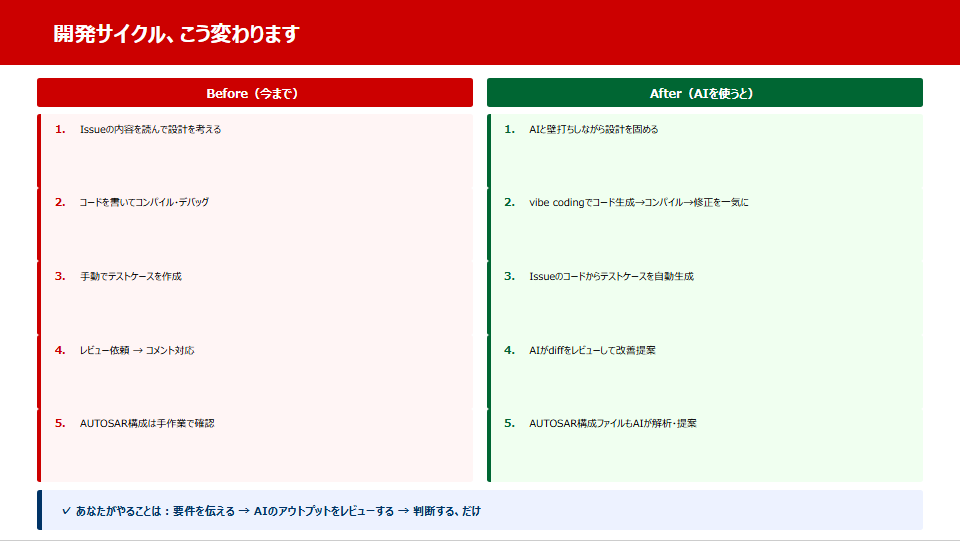 開発サイクル、こう変わります
Before（今まで）
1. Issueの内容を読んで設計を考える
2. コードを書いてコンパイル・デバッグ
3. 手動でテストケースを作成
4. レビュー依頼 → コメント対応
5. AUTOSAR構成は手作業で確認
After（AIを使うと）
1. AIと壁打ちしながら設計を固める
2. vibe codingでコード生成→コンパイル→修正を一気に
3. Issueのコードからテストケースを自動生成
4. AIがdiffをレビューして改善提案
5. AUTOSAR構成ファイルもAIが解析・提案
✓ あなたがやることは：要件を伝える → AIのアウトプットをレビューする → 判断する、だけ